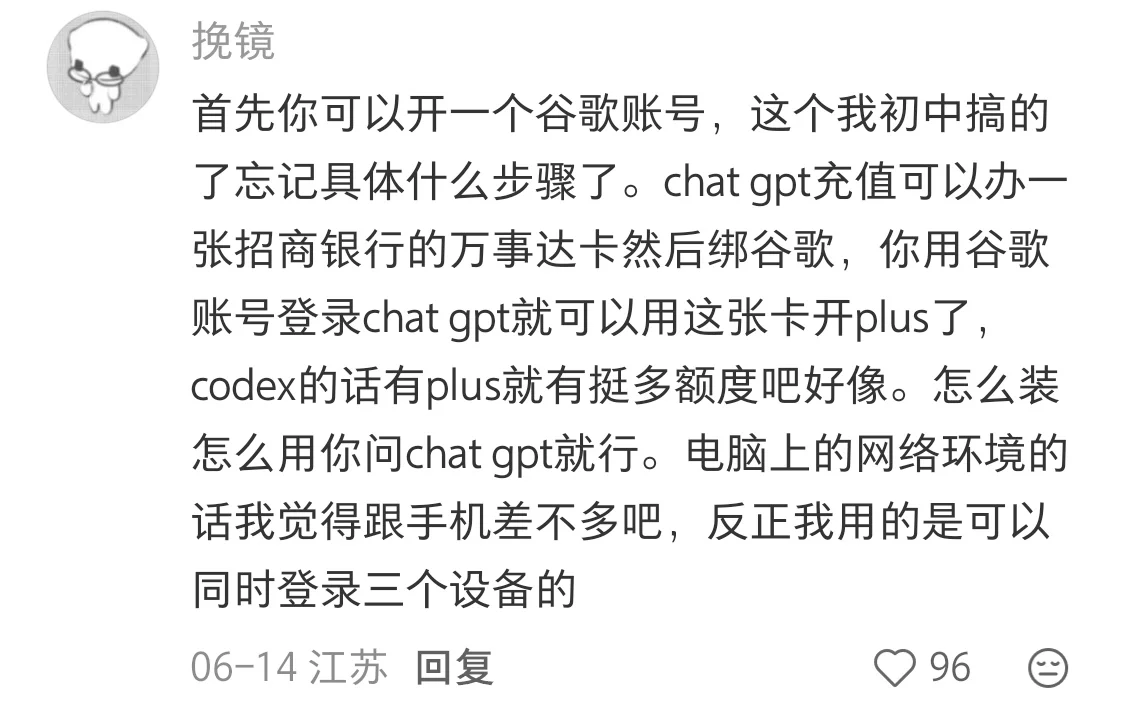 挽镜
首先你可以开一个谷歌账号，这个我初中搞的
了忘记具体什么步骤了。chat gpt充值可以办一
张招商银行的万事达卡然后绑谷歌，你用谷歌
账号登录chat gpt就可以用这张卡开plus了，
codex的话有plus就有挺多额度吧好像。怎么装
怎么用你问chat gpt就行。电脑上的网络环境的
话我觉得跟手机差不多吧，反正我用的是可以
同时登录三个设备的
06-14 江苏 回复 96